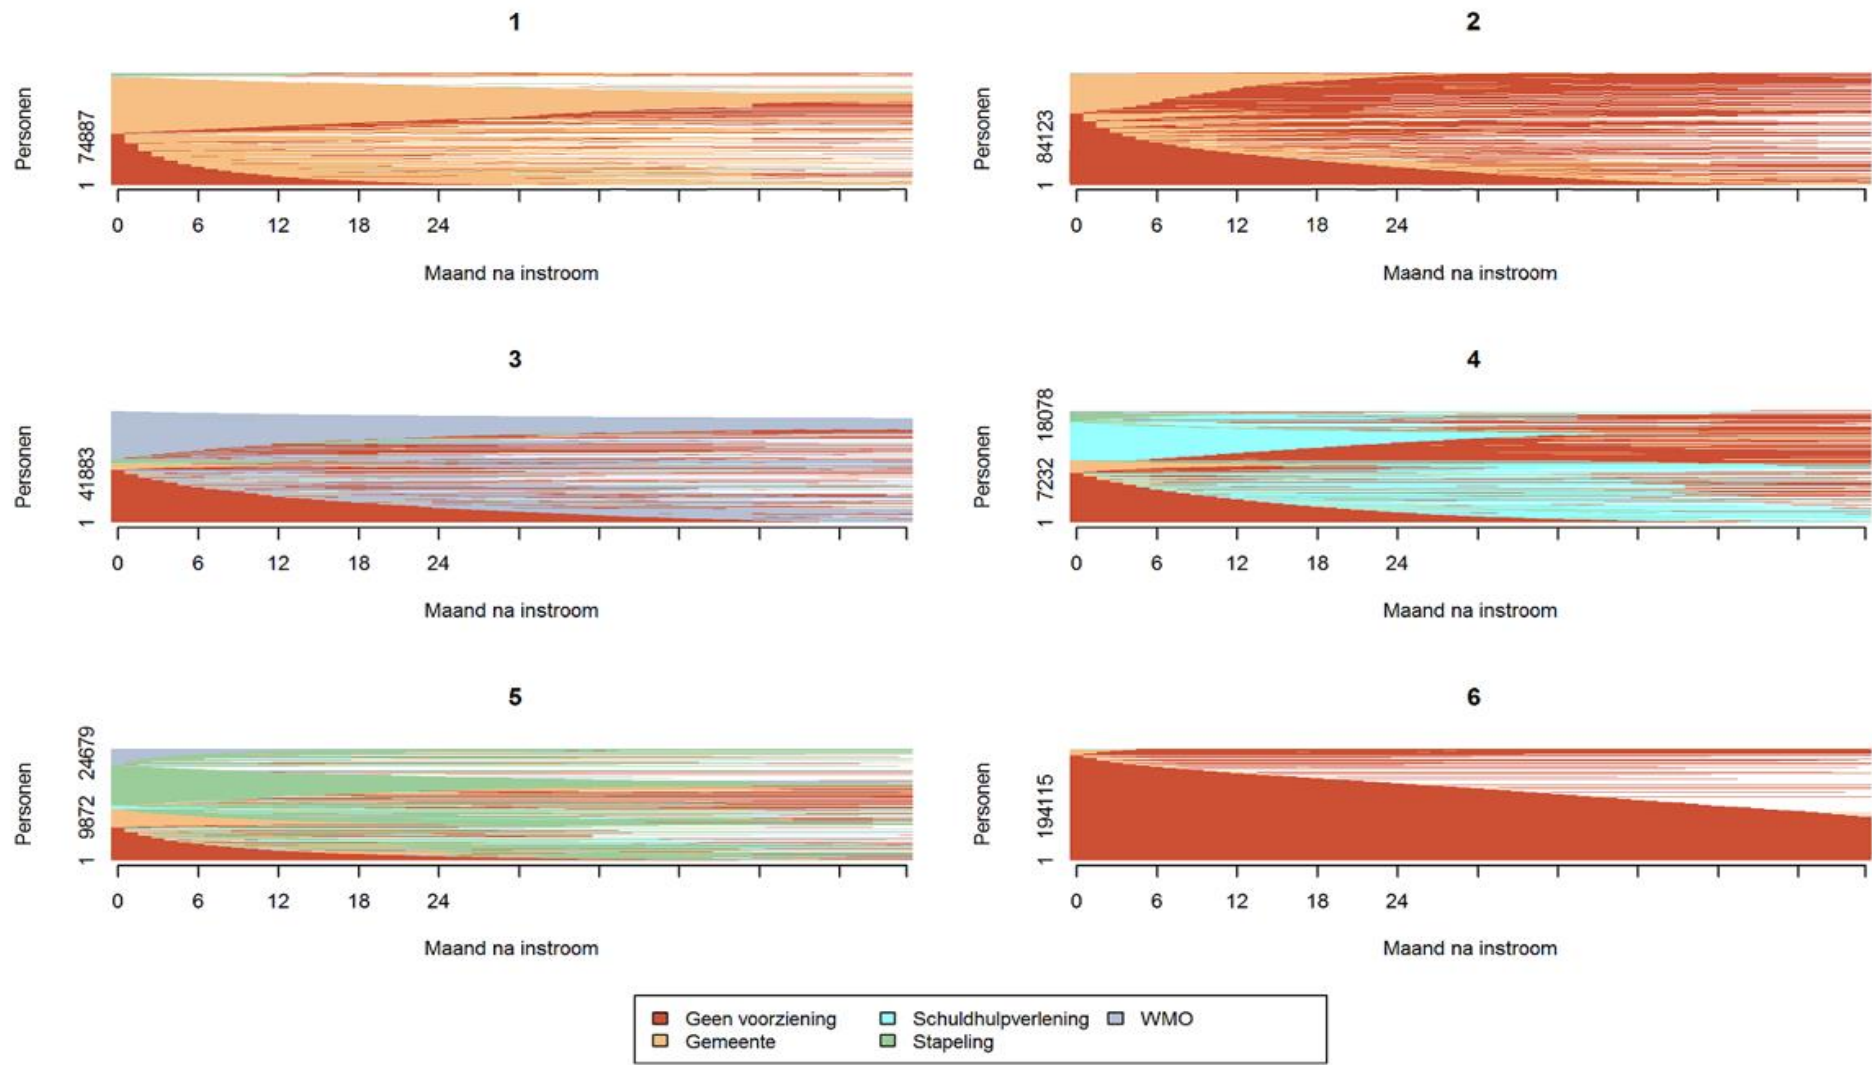 1
Personen
1 74887
0 6 12 18 24
Maand na instroom
2
Personen
1 84123
0 6 12 18 24
Maand na instroom
3
Personen
1 41883
0 6 12 18 24
Maand na instroom
4
Personen
1 7232 18078
0 6 12 18 24
Maand na instroom
5
Personen
1 9872 24679
0 6 12 18 24
Maand na instroom
6
Personen
1 194115
0 6 12 18 24
Maand na instroom
Geen voorziening Schuldhulpverlening WMO
Gemeente Stapeling